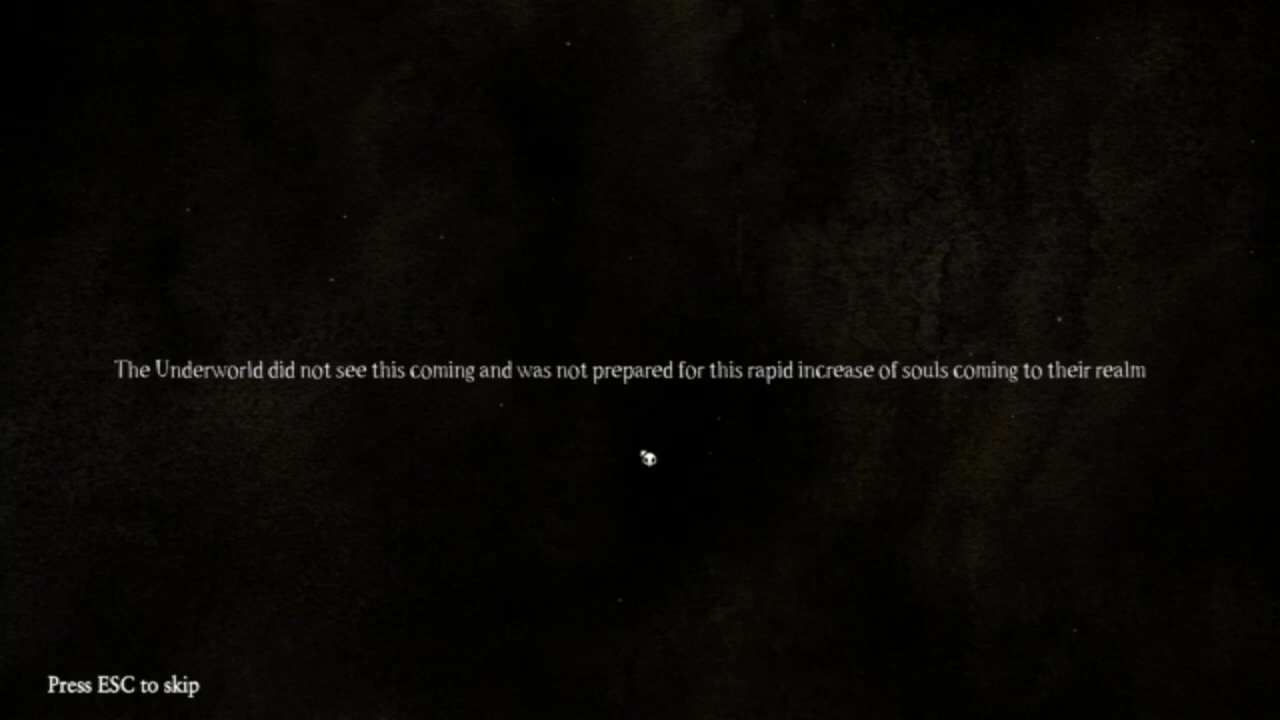 The Underworld did not see this coming and was not prepared for this rapid increase of souls coming to their realm
Press ESC to skip